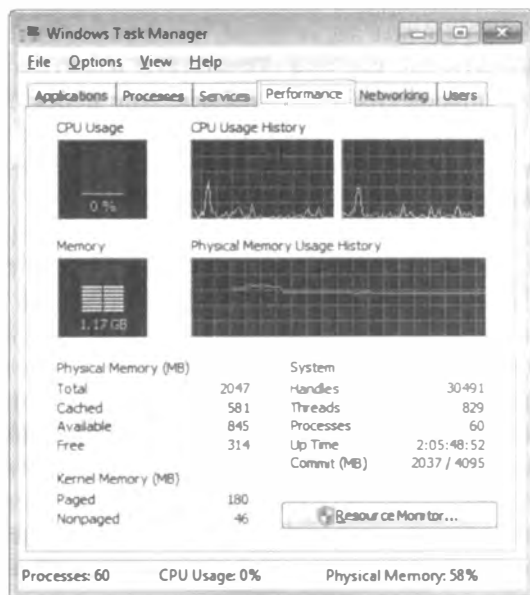 Windows Task Manager
File Options View Help
Applications Processes Services Performance Networking Users
CPU Usage CPU Usage History
0 %
Memory Physical Memory Usage History
1.17 GB
Physical Memory (MB) System
Total 2047 Handles 30491
Cached 581 Threads 829
Available 845 Processes 60
Free 314 Up Time 2:05:48:52
Commit (MB) 2037 / 4095
Kernel Memory (MB)
Paged 180
Nonpaged 46 Resource Monitor...
Processes: 60 CPU Usage: 0% Physical Memory: 58%